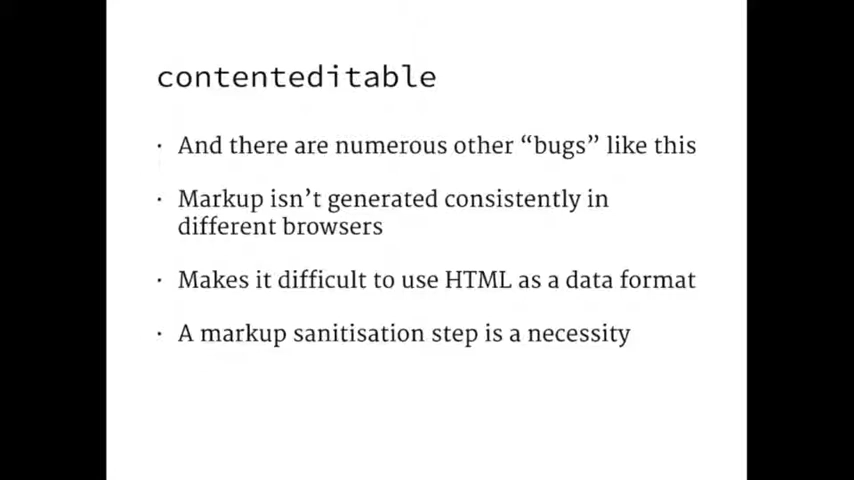 contenteditable
· And there are numerous other “bugs” like this
· Markup isn’t generated consistently in
different browsers
· Makes it difficult to use HTML as a data format
· A markup sanitisation step is a necessity